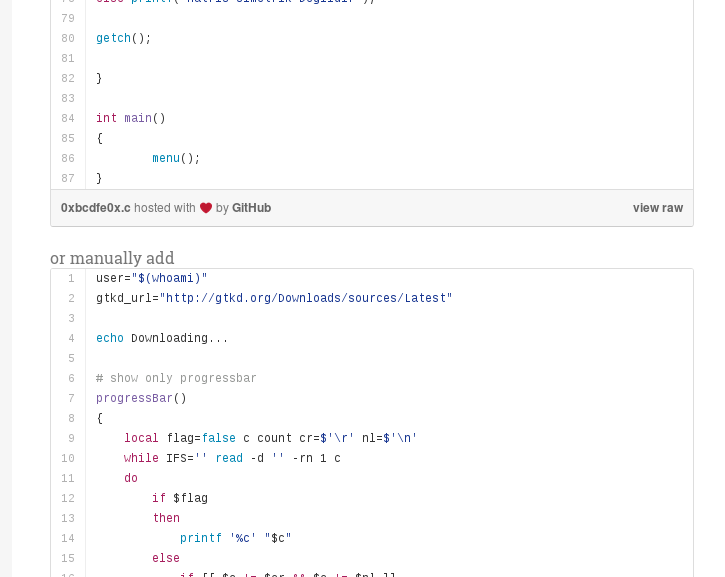 79
80 getch();
81
82 }
83
84 int main()
85 {
86 menu();
87 }
0xbcdfe0x.c hosted with ❤ by GitHub view raw
or manually add
1 user="$(whoami)"
2 gtkd_url="http://gtkd.org/Downloads/sources/Latest"
3
4 echo Downloading...
5
6 # show only progressbar
7 progressBar()
8 {
9 local flag=false c count cr=$'\r' nl=$'\n'
10 while IFS='' read -d '' -rn 1 c
11 do
12 if $flag
13 then
14 printf '%c' "$c"
15 else